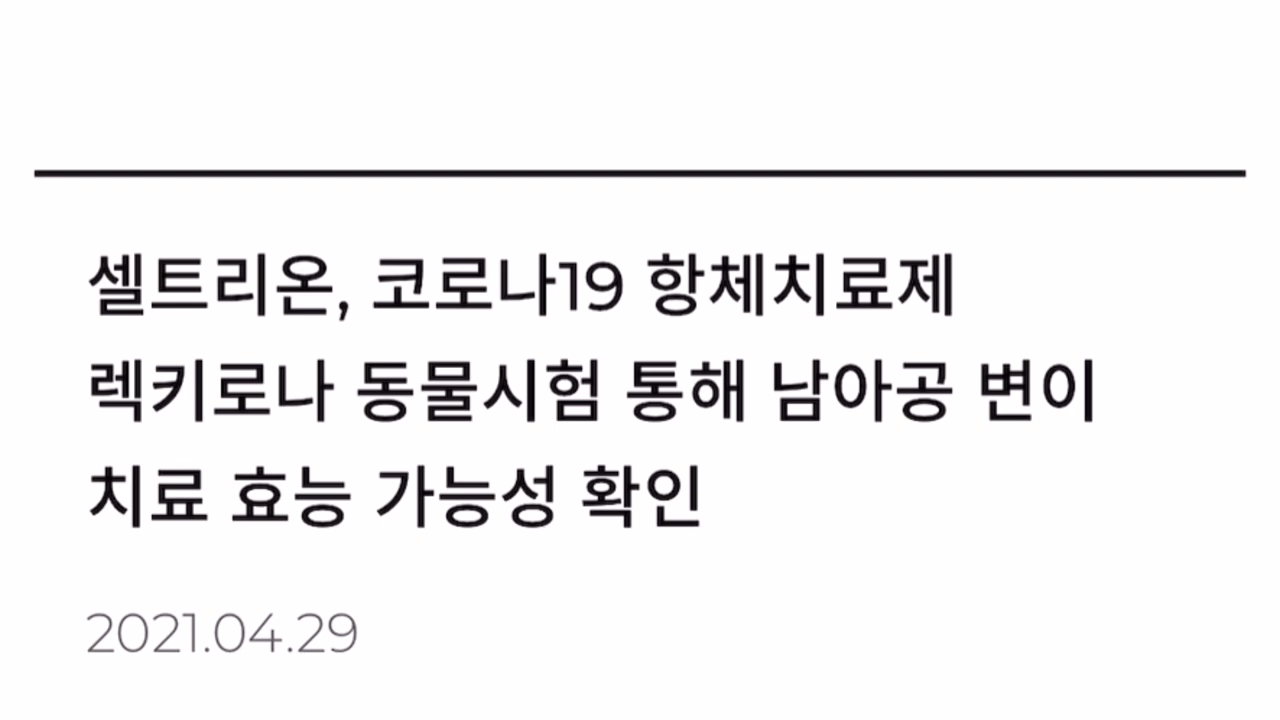 셀트리온, 코로나19 항체치료제
렉키로나 동물시험 통해 남아공 변이
치료 효능 가능성 확인
2021.04.29